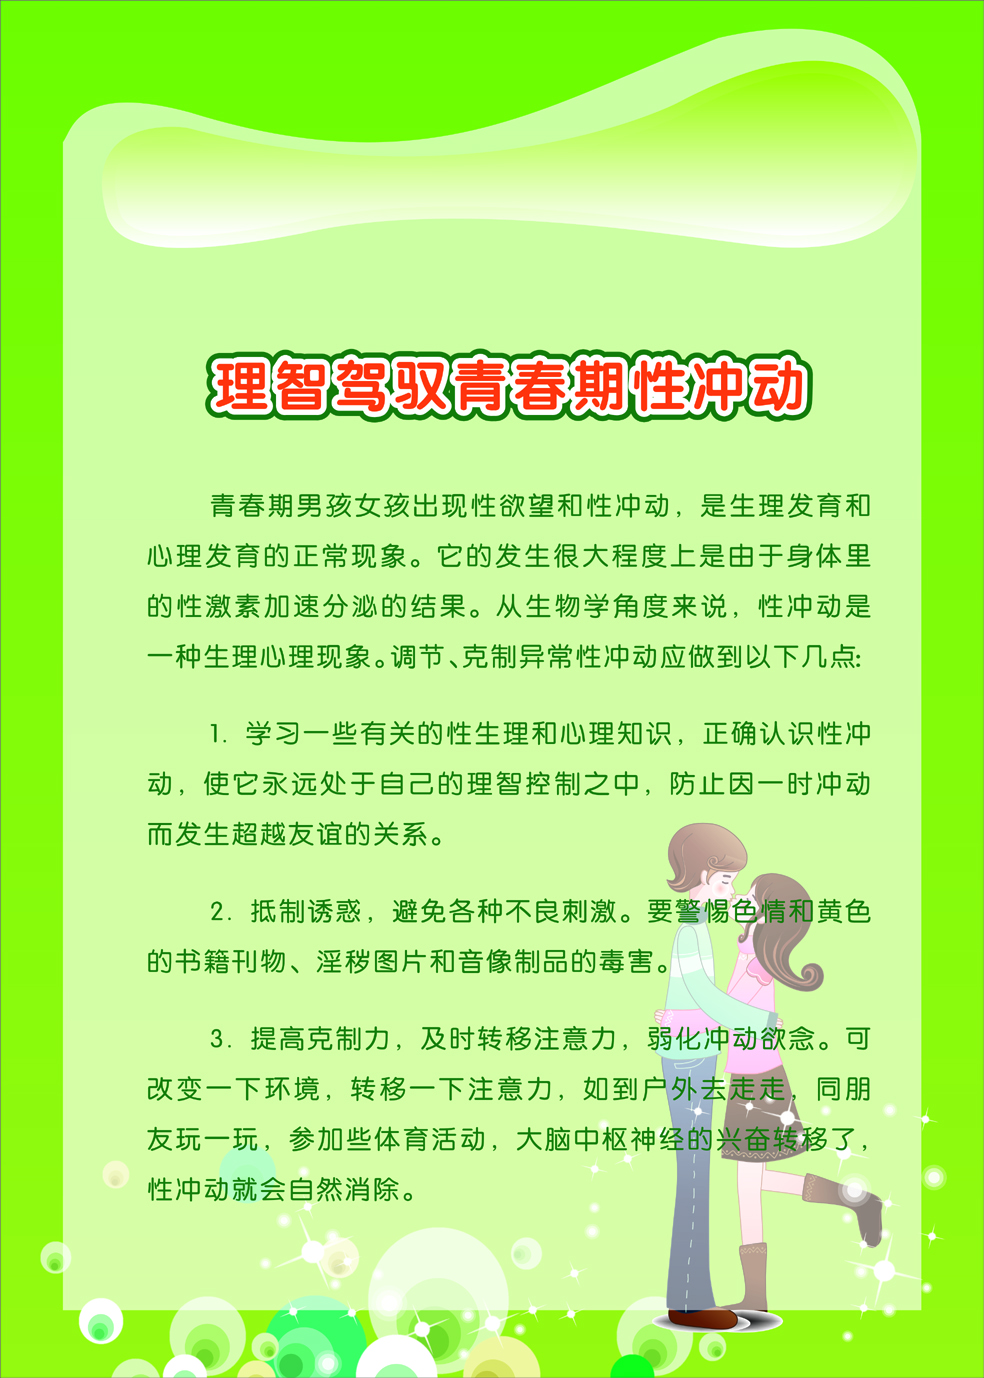 理智驾驭青春期性冲动
青春期男孩女孩出现性欲望和性冲动，是生理发育和
心理发育的正常现象。它的发生很大程度上是由于身体里
的性激素加速分泌的结果。从生物学角度来说，性冲动是
一种生理心理现象。调节、克制异常性冲动应做到以下几点：
1. 学习一些有关的性生理和心理知识，正确认识性冲
动，使它永远处于自己的理智控制之中，防止因一时冲动
而发生超越友谊的关系。
2. 抵制诱惑，避免各种不良刺激。要警惕色情和黄色
的书籍刊物、淫秽图片和音像制品的毒害。
3. 提高克制力，及时转移注意力，弱化冲动欲念。可
改变一下环境，转移一下注意力，如到户外去走走，同朋
友玩一玩，参加些体育活动，大脑中枢神经的兴奋转移了，
性冲动就会自然消除。